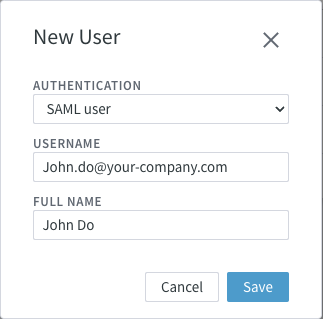 New User
AUTHENTICATION
SAML user
USERNAME
John.do@your-company.com
FULL NAME
John Do
Cancel Save